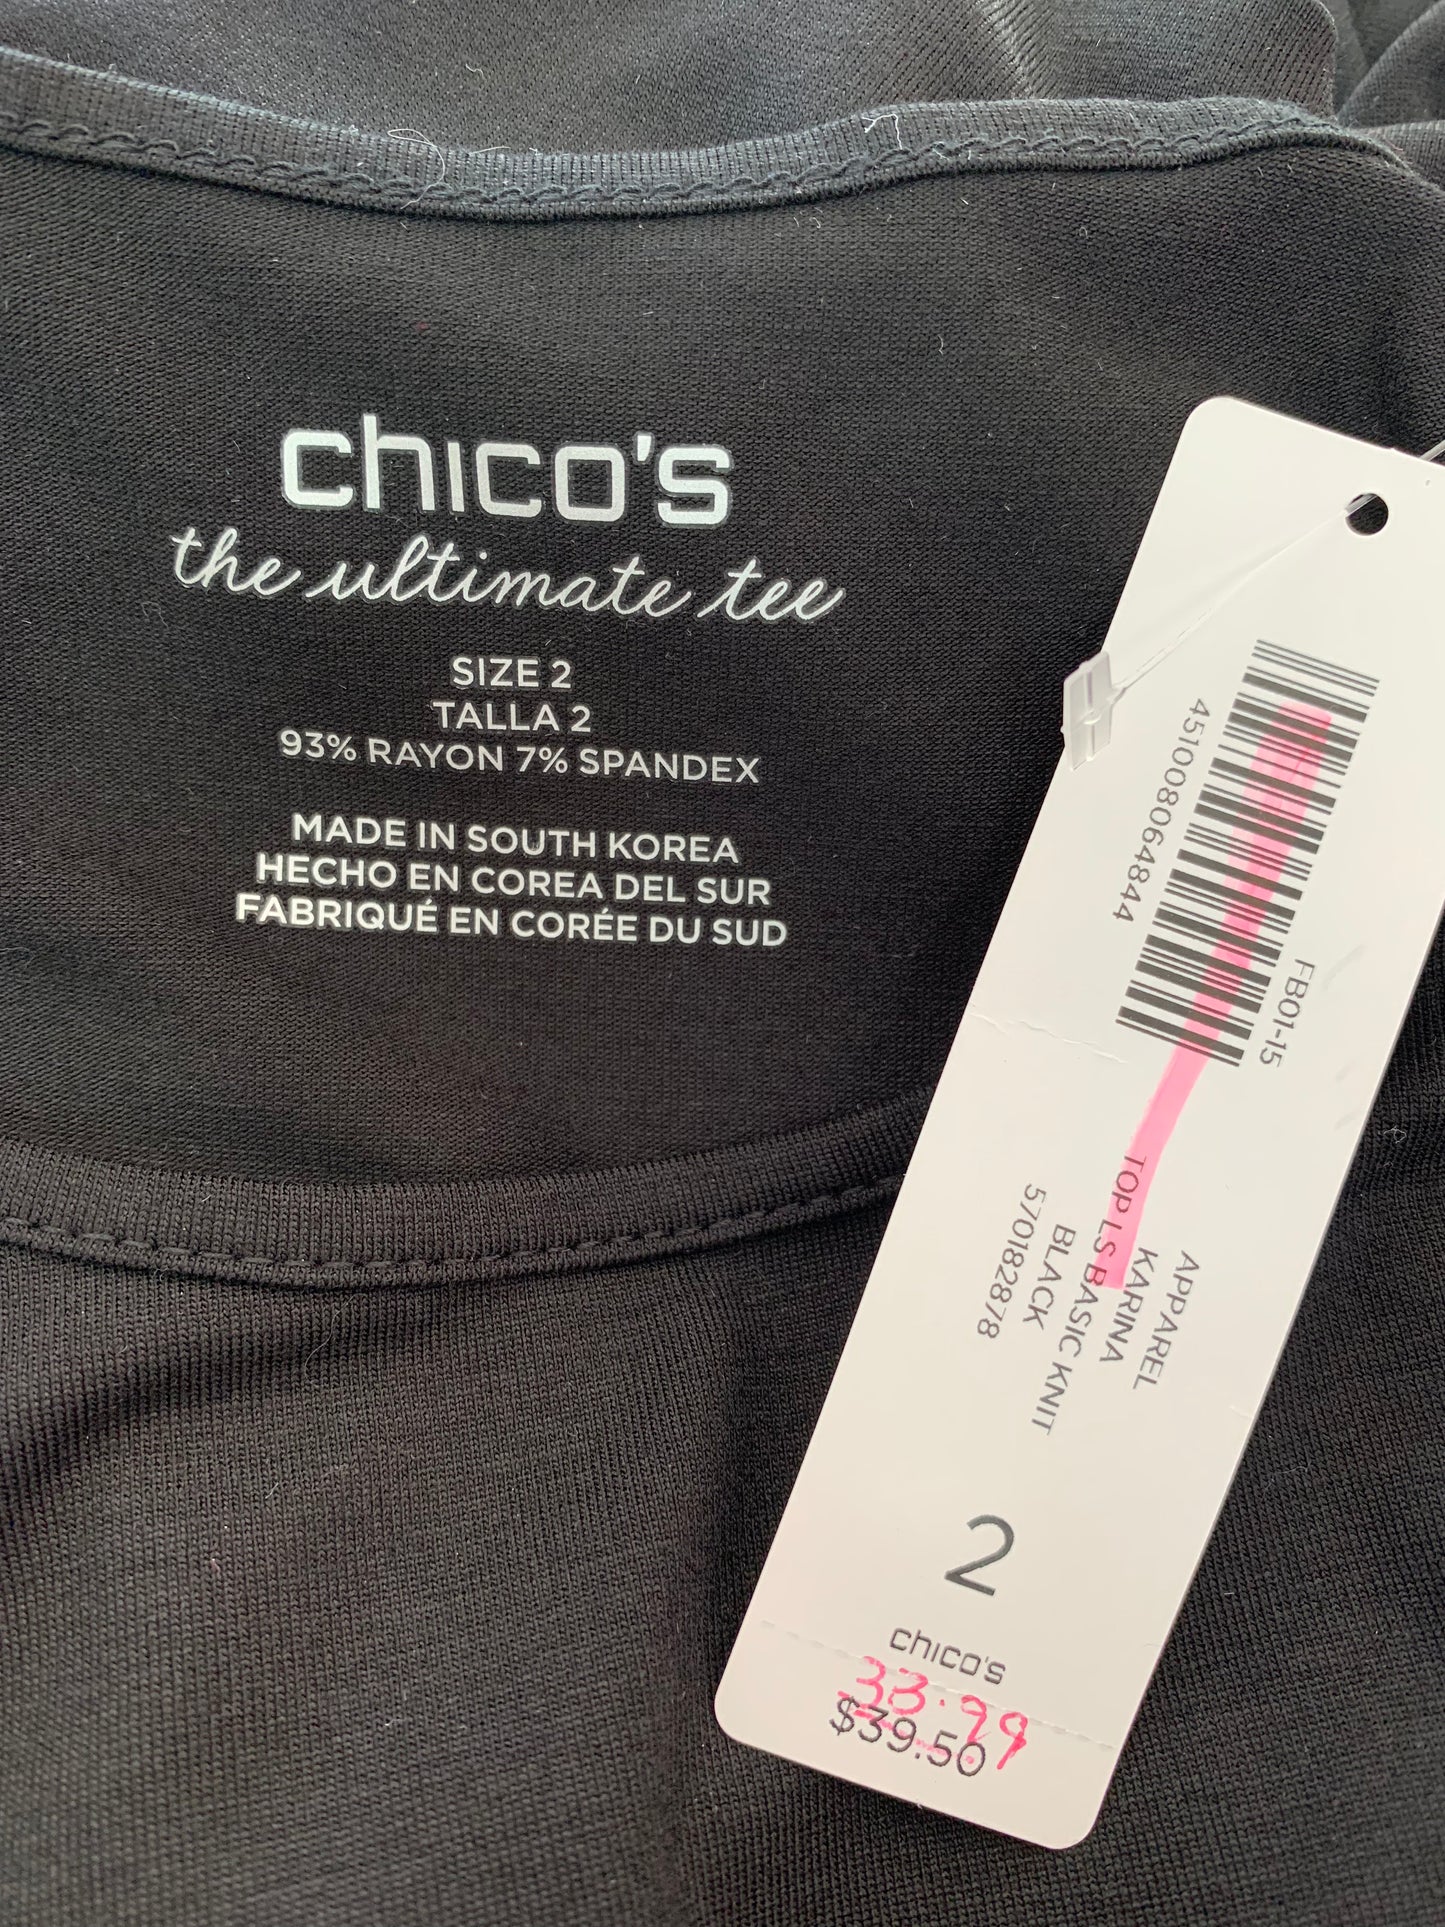 chico's
the ultimate tee
SIZE 2
TALLA 2
93% RAYON 7% SPANDEX
MADE IN SOUTH KOREA
HECHO EN COREA DEL SUR
FABRIQUÉ EN CORÉE DU SUD
451008064844
FB01-15
APPAREL
KARINA
TOP LS BASIC KNIT
BLACK
570182878
2
chico's
33.99
$39.50